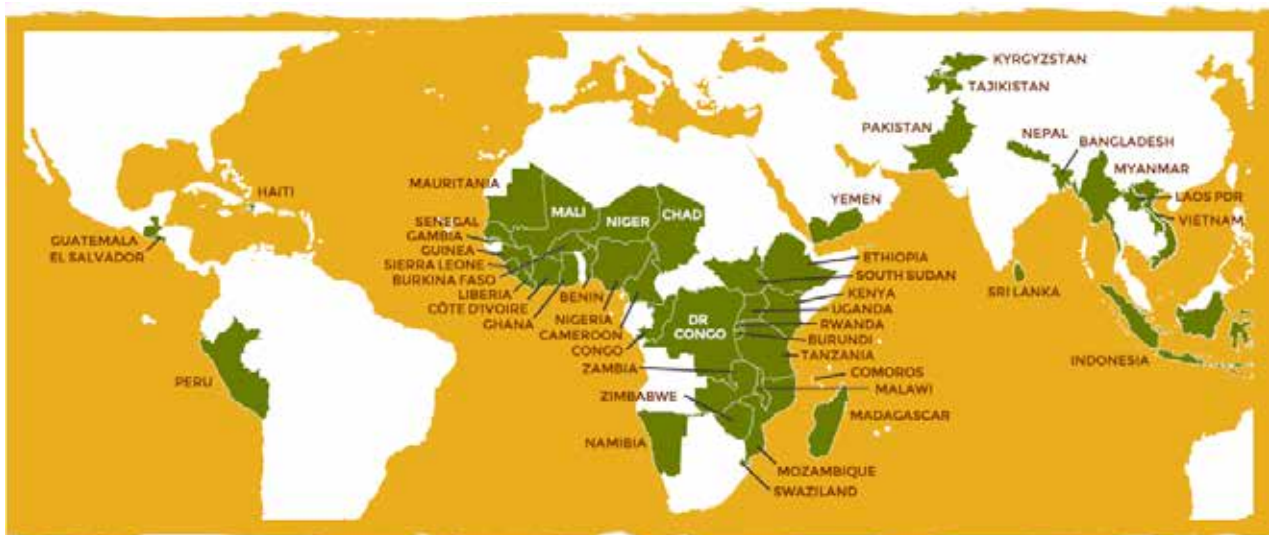 KYRGYZSTAN
TAJIKISTAN
PAKISTAN
NEPAL
BANGLADESH
MYANMAR
LAOS PDR
VIETNAM
SRI LANKA
INDONESIA
HAITI
GUATEMALA
EL SALVADOR
PERU
MAURITANIA
MALI
NIGER
CHAD
YEMEN
SENEGAL
GAMBIA
GUINEA
SIERRA LEONE
BURKINA FASO
LIBERIA
CÔTE D'IVOIRE
GHANA
BENIN
NIGERIA
CAMEROON
CONGO
DR
CONGO
ETHIOPIA
SOUTH SUDAN
KENYA
UGANDA
RWANDA
BURUNDI
TANZANIA
COMOROS
MALAWI
MADAGASCAR
ZAMBIA
ZIMBABWE
NAMIBIA
MOZAMBIQUE
SWAZILAND